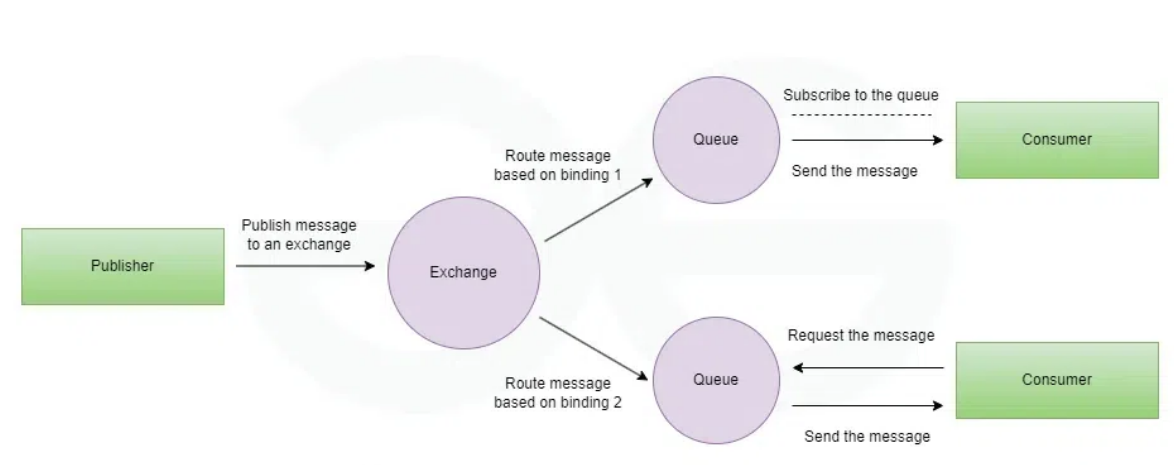 Publisher
Publish message
to an exchange
Exchange
Route message
based on binding 1
Queue
Subscribe to the queue
Send the message
Consumer
Route message
based on binding 2
Queue
Request the message
Send the message
Consumer